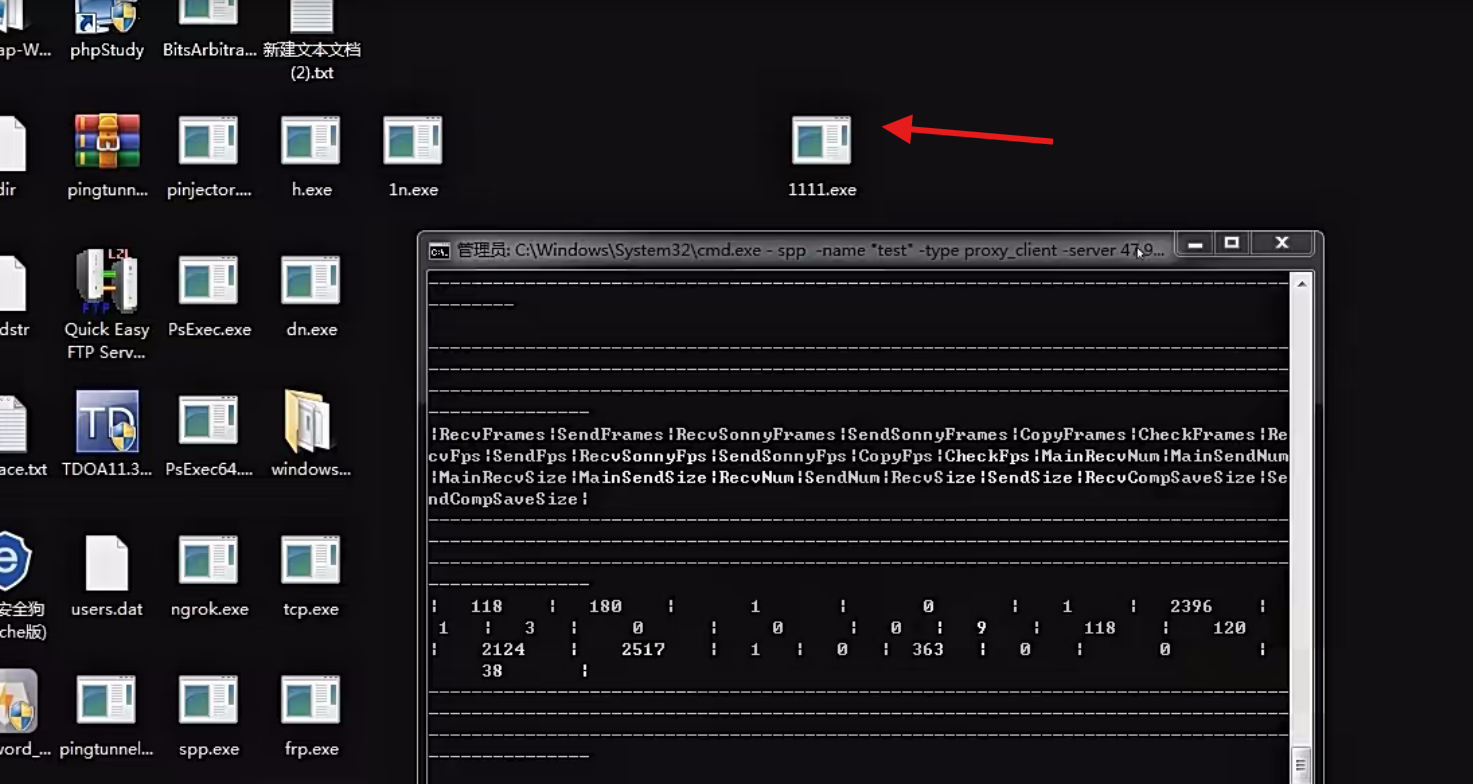 ap-W...
phpStudy
BitsArbitra...
新建文本文档
(2).txt
dir
pingtunn...
pinjector....
h.exe
1n.exe
1111.exe
dstr
Quick Easy
FTP Serv...
PsExec.exe
dn.exe
ace.txt
TDOA11.3...
PsExec64....
windows...
安全狗
che版)
users.dat
ngrok.exe
tcp.exe
vord_...
pingtunnel...
spp.exe
frp.exe
管理员: C:\Windows\System32\cmd.exe - spp -name "test" -type proxy_client -server 47.9...
|RecvFrames|SendFrames|RecvSonnyFrames|SendSonnyFrames|CopyFrames|CheckFrames|Re
cvFps|SendFps|RecvSonnyFps|SendSonnyFps|CopyFps|CheckFps|MainRecvNum|MainSendNum
|MainRecvSize|MainSendSize|RecvNum|SendNum|RecvSize|SendSize|RecvCompSaveSize|Se
ndCompSaveSize|
| 118 | 180 | 1 | 0 | 1 | 2396 |
1 | 3 | 0 | 0 | 0 | 9 | 118 | 120
| 2124 | 2517 | 1 | 0 | 363 | 0 | 0 |
38 |